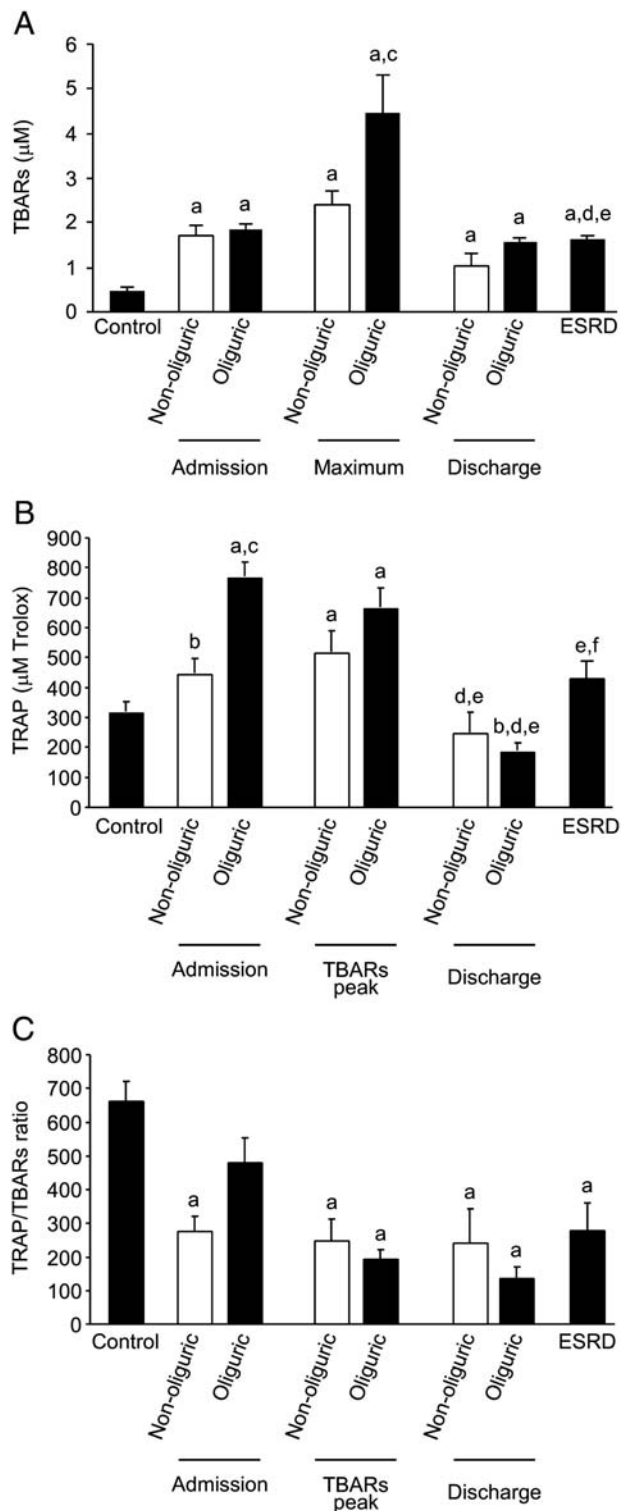 A
TBARs (μM)
6
5
4
3
2
1
0
a
a
a
a,c
a
a
a,d,e
Control
Non-oliguric
Oliguric
Non-oliguric
Oliguric
Non-oliguric
Oliguric
ESRD
Admission
Maximum
Discharge
B
TRAP (μM Trolox)
900
800
700
600
500
400
300
200
100
0
b
a,c
a
a
d,e
b,d,e
e,f
Control
Non-oliguric
Oliguric
Non-oliguric
Oliguric
Non-oliguric
Oliguric
ESRD
Admission
TBARs
peak
Discharge
C
TRAP/TBARs ratio
800
700
600
500
400
300
200
100
0
a
a
a
a
a
a
Control
Non-oliguric
Oliguric
Non-oliguric
Oliguric
Non-oliguric
Oliguric
ESRD
Admission
TBARs
peak
Discharge